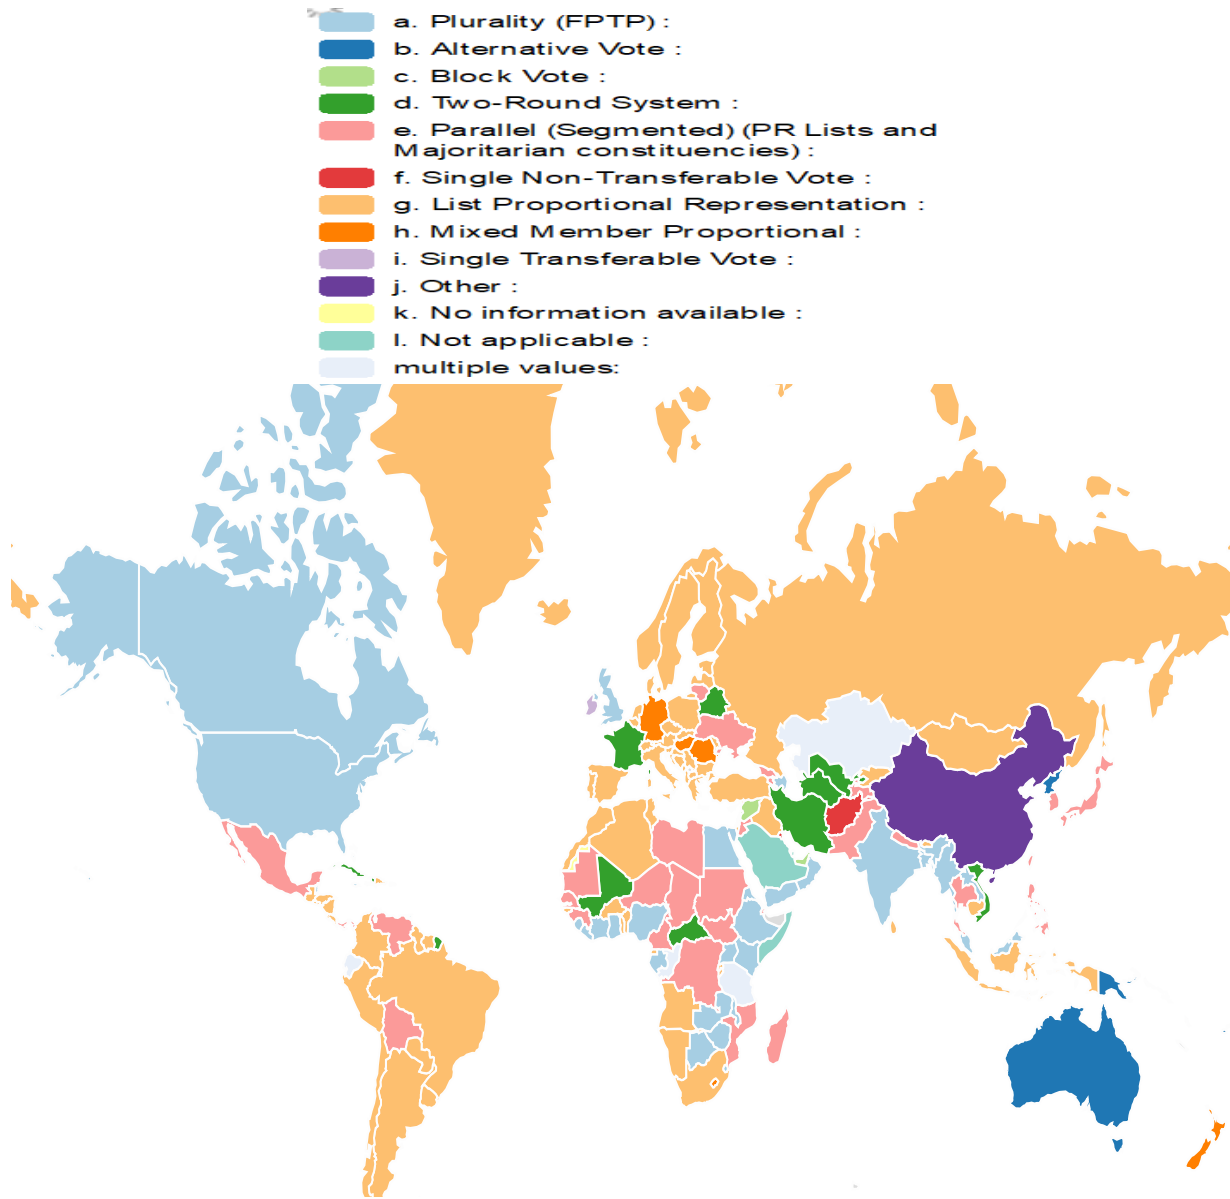 a. Plurality (FPTP) :
b. Alternative Vote :
c. Block Vote :
d. Two-Round System :
e. Parallel (Segmented) (PR Lists and
Majoritarian constituencies) :
f. Single Non-Transferable Vote :
g. List Proportional Representation :
h. Mixed Member Proportional :
i. Single Transferable Vote :
j. Other :
k. No information available :
l. Not applicable :
multiple values: